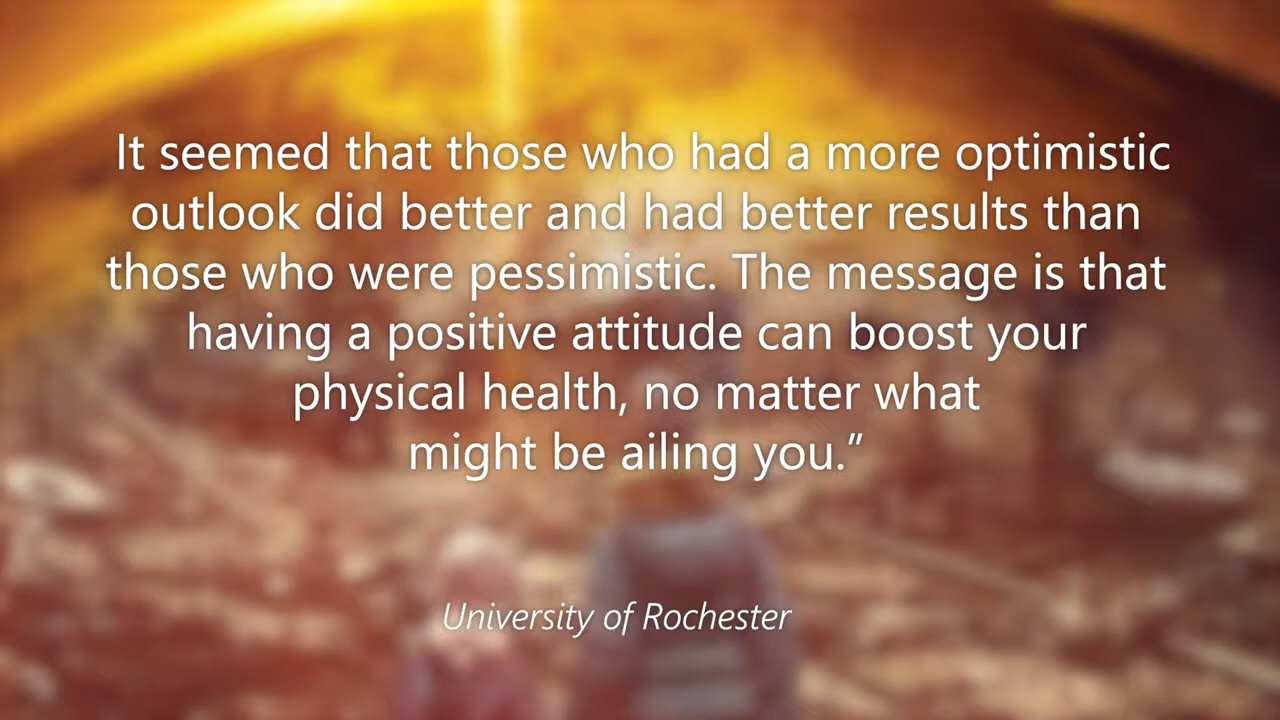 It seemed that those who had a more optimistic
outlook did better and had better results than
those who were pessimistic. The message is that
having a positive attitude can boost your
physical health, no matter what
might be ailing you.”
University of Rochester